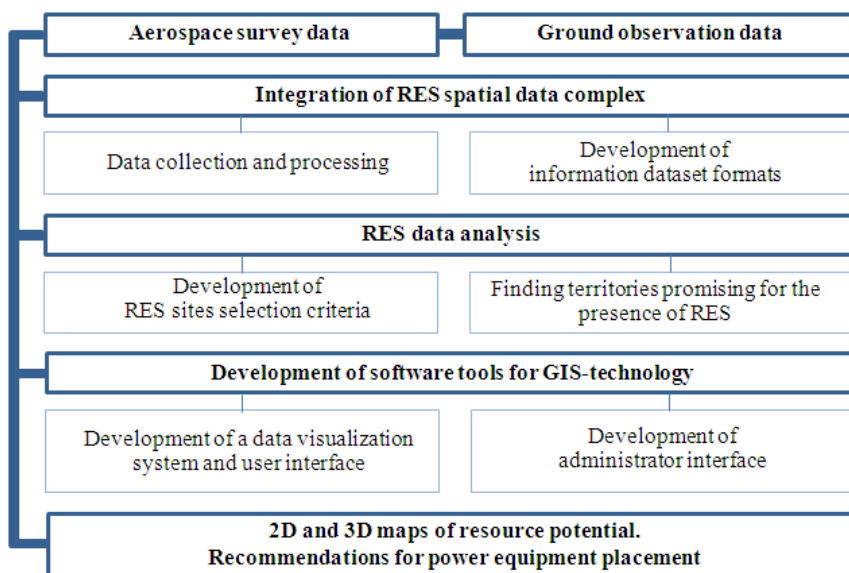 Aerospace survey data
Ground observation data
Integration of RES spatial data complex
Data collection and processing
Development of
information dataset formats
RES data analysis
Development of
RES sites selection criteria
Finding territories promising for the
presence of RES
Development of software tools for GIS-technology
Development of a data visualization
system and user interface
Development of
administrator interface
2D and 3D maps of resource potential.
Recommendations for power equipment placement